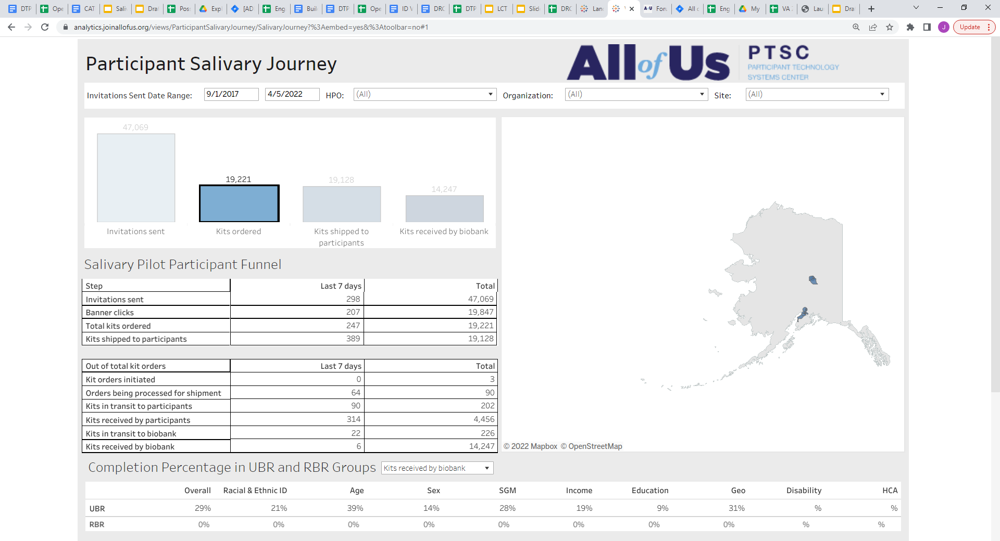 DTP
Ope
CAT
Sali
Dra
Pos
Expl
[AD
Eng
Buil
DTP
Ope
ID V
DRC
DTP
LCT
Slid
DRC
Lan
Fort
All o
Eng
My
VA
Lau
Dra
analytics.joinallofus.org/views/ParticipantSalivaryJourney/SalivaryJourney?%3Aembed=yes&%3Atoolbar=no#1
J
Update
Participant Salivary Journey
All of Us
PTSC
PARTICIPANT TECHNOLOGY
SYSTEMS CENTER
Invitations Sent Date Range: 9/1/2017 4/5/2022 HPO: (All) Organization: (All) Site: (All)
47,069
19,221
19,128
14,247
Invitations sent
Kits ordered
Kits shipped to
participants
Kits received by biobank
Salivary Pilot Participant Funnel
Step Last 7 days Total
Invitations sent 298 47,069
Banner clicks 207 19,847
Total kits ordered 247 19,221
Kits shipped to participants 389 19,128
Out of total kit orders Last 7 days Total
Kit orders initiated 0 3
Orders being processed for shipment 64 90
Kits in transit to participants 90 202
Kits received by participants 314 4,456
Kits in transit to biobank 22 226
Kits received by biobank 6 14,247
© 2022 Mapbox © OpenStreetMap
Completion Percentage in UBR and RBR Groups Kits received by biobank
Overall Racial & Ethnic ID Age Sex SGM Income Education Geo Disability HCA
UBR 29% 21% 39% 14% 28% 19% 9% 31% % %
RBR 0% 0% 0% 0% 0% 0% 0% 0% % %